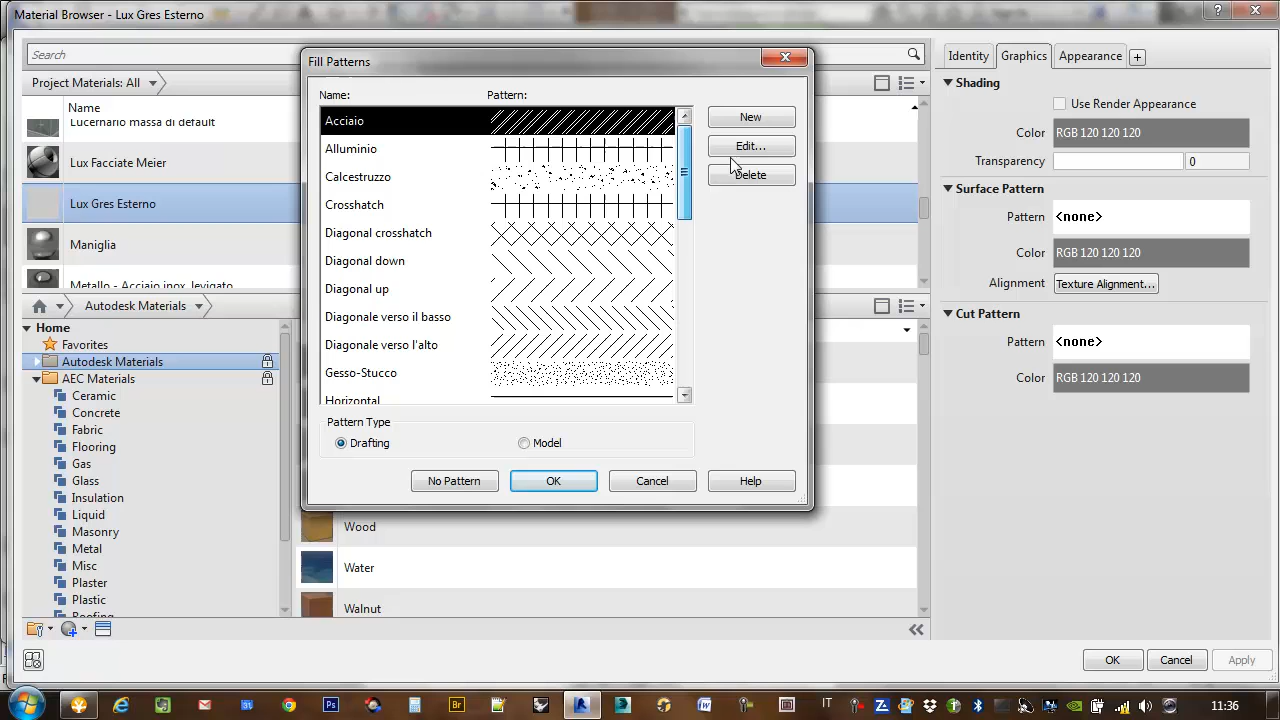 Material Browser - Lux Gres Esterno
?
Search
Project Materials: All
Name
Lucernario massa di default
Lux Facciate Meier
Lux Gres Esterno
Maniglia
Metallo - Acciaio inox, levigato
Autodesk Materials
Home
Favorites
Autodesk Materials
AEC Materials
Ceramic
Concrete
Fabric
Flooring
Gas
Glass
Insulation
Liquid
Masonry
Metal
Misc
Plaster
Plastic
Roofing
Wood
Water
Walnut
Fill Patterns
Name:
Pattern:
Acciaio
Alluminio
Calcestruzzo
Crosshatch
Diagonal crosshatch
Diagonal down
Diagonal up
Diagonale verso il basso
Diagonale verso l'alto
Gesso-Stucco
Horizontal
New
Edit...
Delete
Pattern Type
Drafting
Model
No Pattern
OK
Cancel
Help
Identity
Graphics
Appearance
Shading
Use Render Appearance
Color
RGB 120 120 120
Transparency
0
Surface Pattern
Pattern
<none>
Color
RGB 120 120 120
Alignment
Texture Alignment...
Cut Pattern
Pattern
<none>
Color
RGB 120 120 120
OK
Cancel
Apply
Ps
Br
IT
11:36